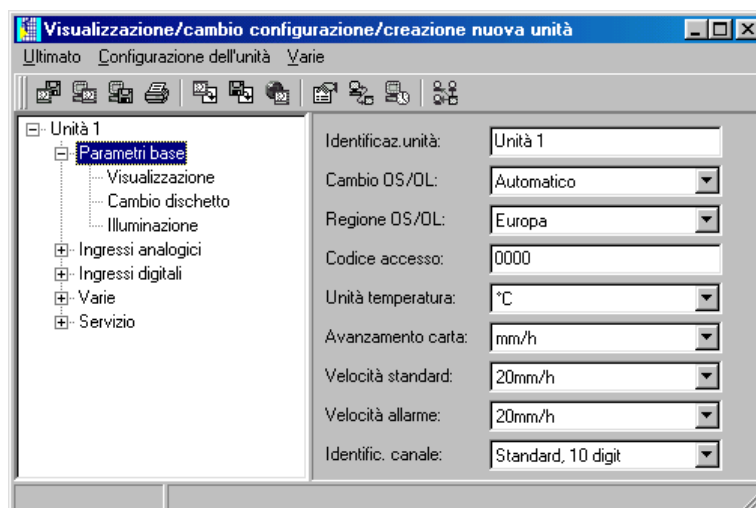 Visualizzazione/cambio configurazione/creazione nuova unità
Ultimato Configurazione dell'unità Varie
Unità 1
Parametri base
Visualizzazione
Cambio dischetto
Illuminazione
Ingressi analogici
Ingressi digitali
Varie
Servizio
Identificaz.unità: Unità 1
Cambio OS/OL: Automatico
Regione OS/OL: Europa
Codice accesso: 0000
Unità temperatura: °C
Avanzamento carta: mm/h
Velocità standard: 20mm/h
Velocità allarme: 20mm/h
Identific. canale: Standard, 10 digit